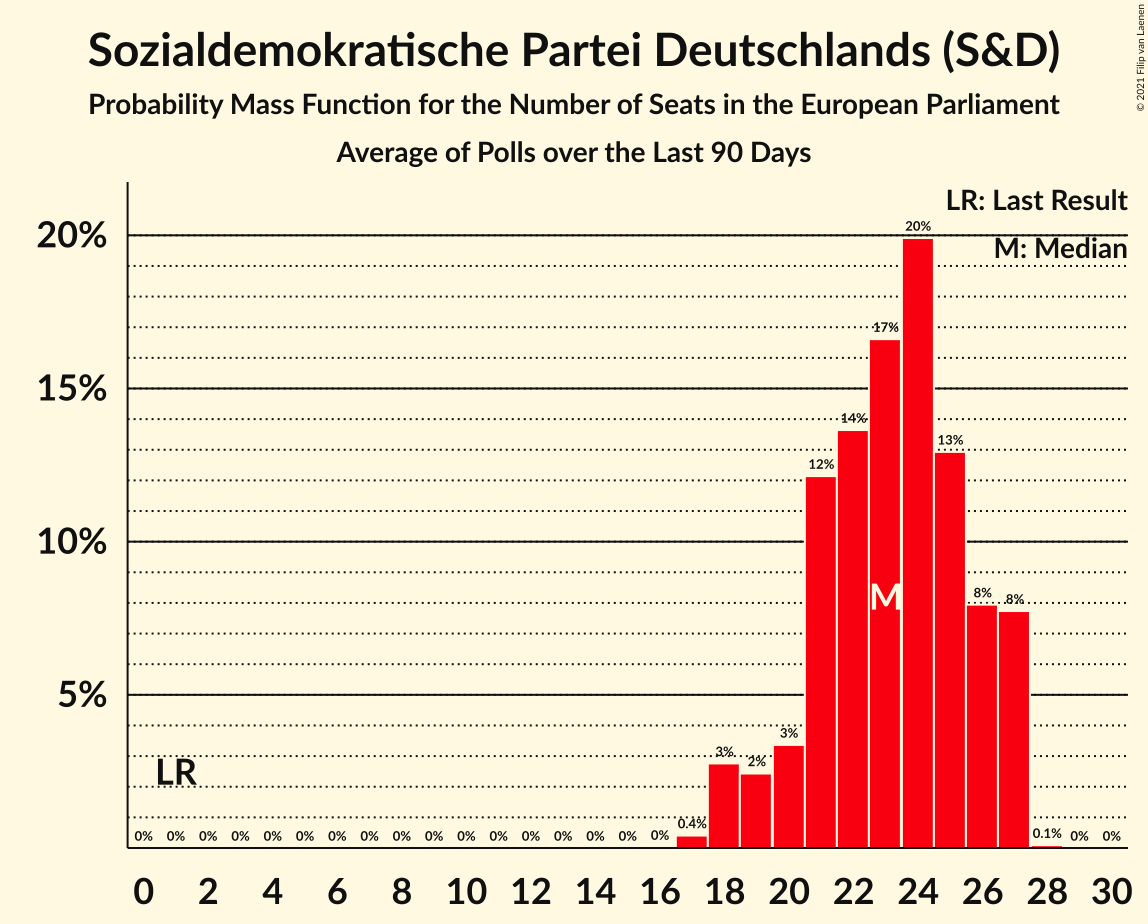 Sozialdemokratische Partei Deutschlands (S&D)
Probability Mass Function for the Number of Seats in the European Parliament
Average of Polls over the Last 90 Days
© 2021 Filip van Laenen
LR: Last Result
M: Median
20%
15%
10%
5%
LR
M
0% 0% 0% 0% 0% 0% 0% 0% 0% 0% 0% 0% 0% 0% 0% 0% 0% 0.4% 3% 2% 3% 12% 14% 17% 20% 13% 8% 8% 0.1% 0% 0%
0 2 4 6 8 10 12 14 16 18 20 22 24 26 28 30